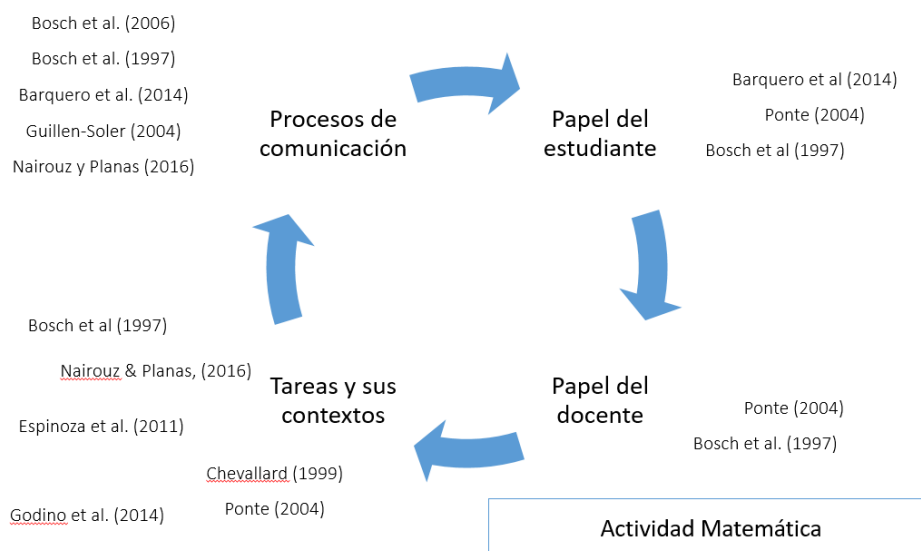 Bosch et al. (2006)
Bosch et al. (1997)
Barquero et al. (2014)
Guillen-Soler (2004)
Nairouz y Planas (2016)
Procesos de
comunicación
Papel del
estudiante
Barquero et al (2014)
Ponte (2004)
Bosch et al (1997)
Bosch et al (1997)
Nairouz & Planas, (2016)
Espinoza et al. (2011)
Chevallard (1999)
Ponte (2004)
Godino et al. (2014)
Tareas y sus
contextos
Papel del
docente
Ponte (2004)
Bosch et al. (1997)
Actividad Matemática